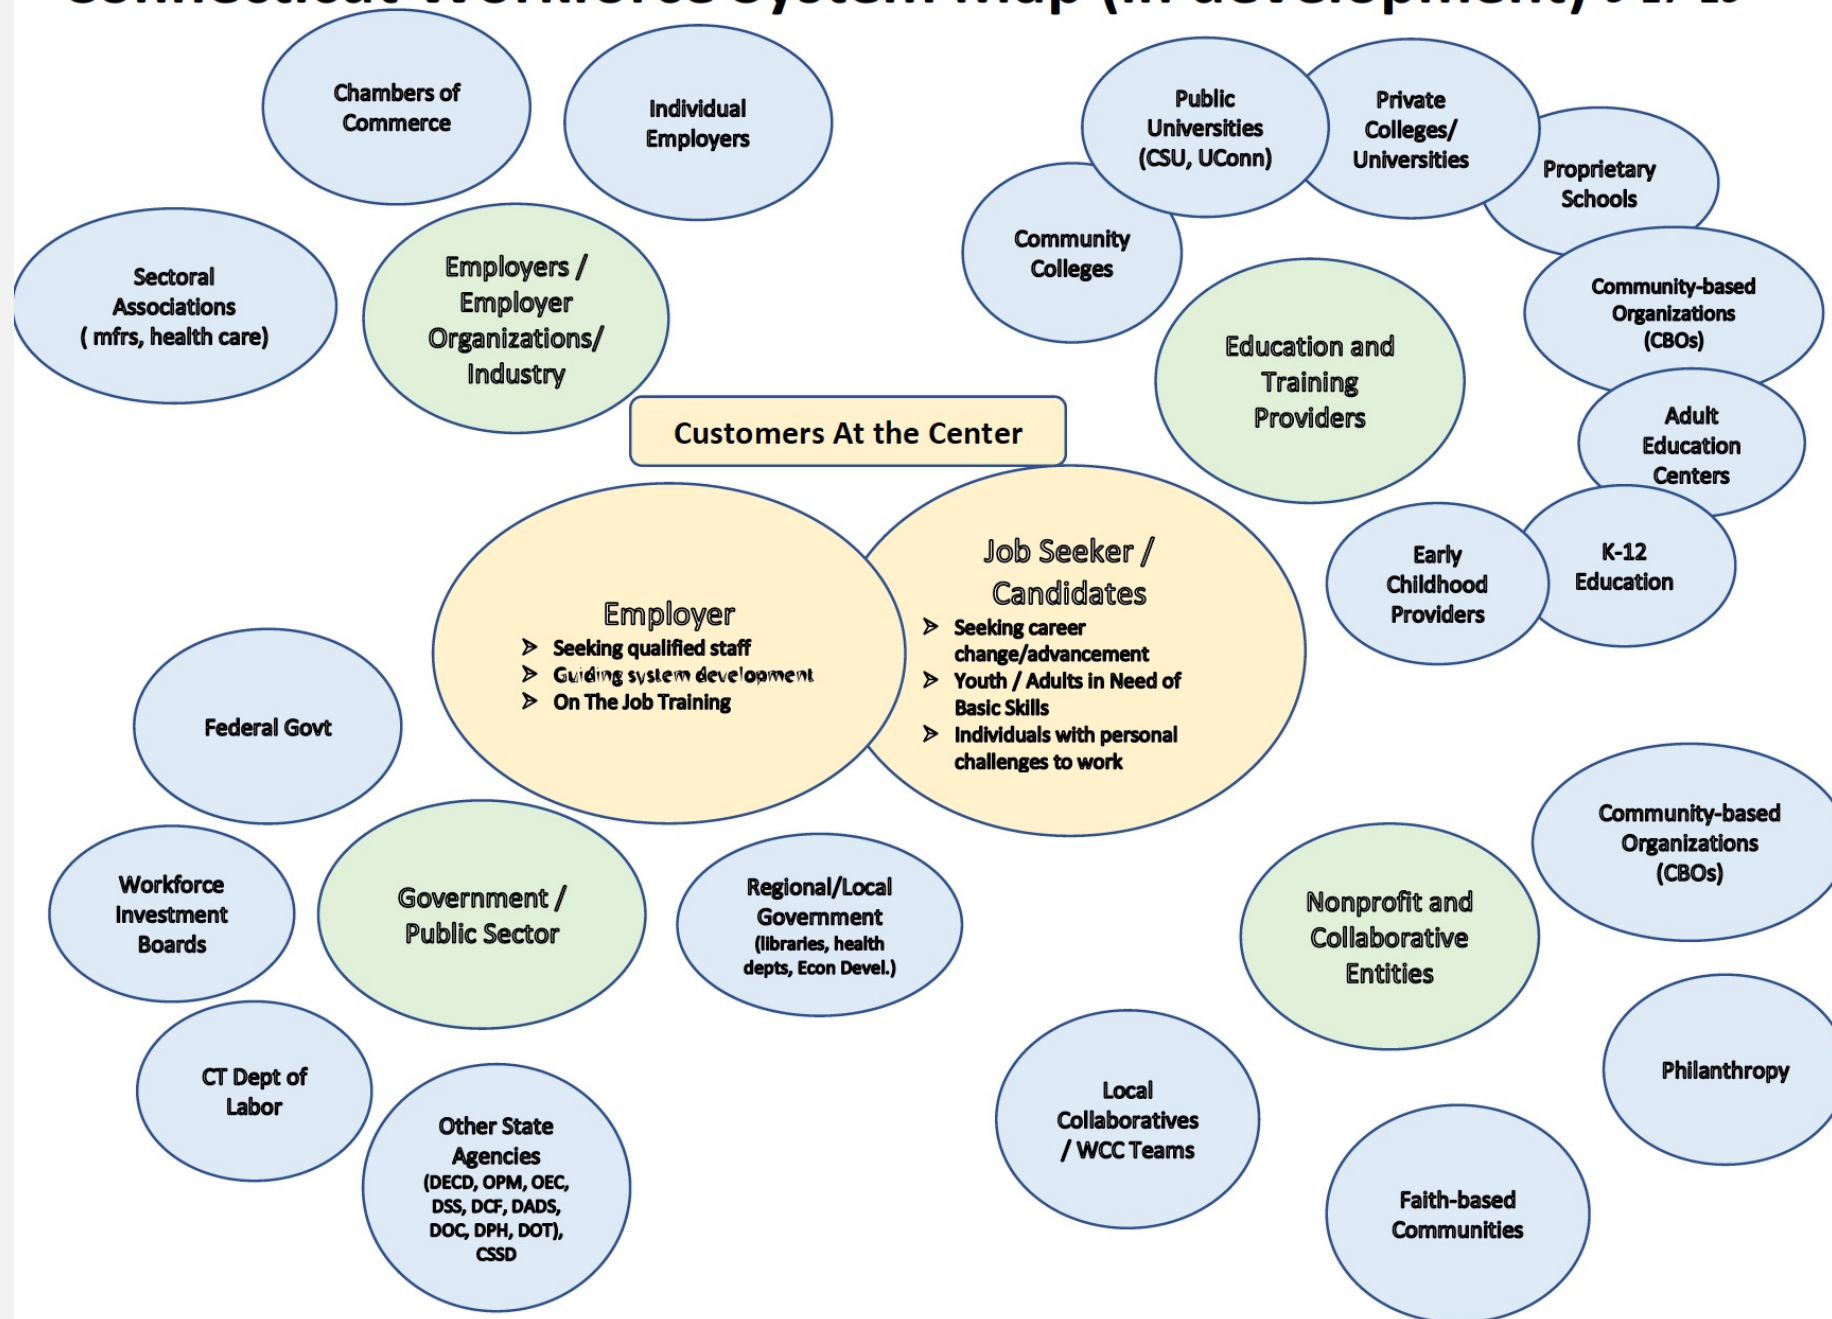 Connecticut Workforce System Map (in development)
Chambers of
Commerce
Individual
Employers
Sectoral
Associations
( mfrs, health care)
Employers /
Employer
Organizations/
Industry
Public
Universities
(CSU, UConn)
Private
Colleges/
Universities
Proprietary
Schools
Community
Colleges
Community-based
Organizations
(CBOs)
Education and
Training
Providers
Adult
Education
Centers
K-12
Education
Early
Childhood
Providers
Customers At the Center
Employer
➢ Seeking qualified staff
➢ Guiding system development
➢ On The Job Training
Job Seeker /
Candidates
➢ Seeking career
change/advancement
➢ Youth / Adults in Need of
Basic Skills
➢ Individuals with personal
challenges to work
Federal Govt
Workforce
Investment
Boards
Government /
Public Sector
Regional/Local
Government
(libraries, health
depts, Econ Devel.)
CT Dept of
Labor
Other State
Agencies
(DECD, OPM, OEC,
DSS, DCF, DADS,
DOC, DPH, DOT),
CSSD
Community-based
Organizations
(CBOs)
Nonprofit and
Collaborative
Entities
Philanthropy
Local
Collaboratives
/ WCC Teams
Faith-based
Communities